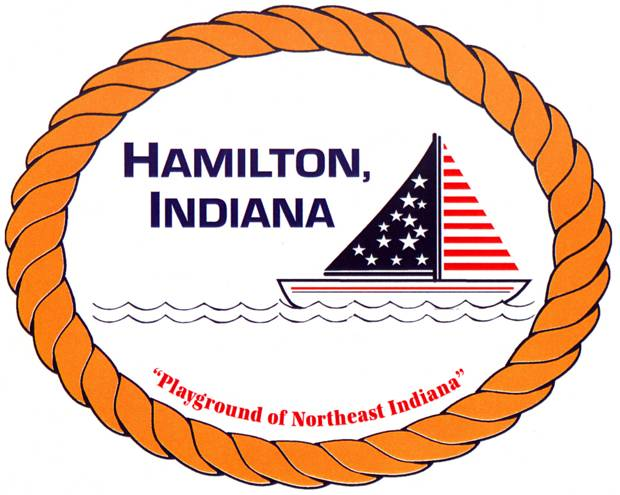 HAMILTON,
INDIANA
“Playground of Northeast Indiana”